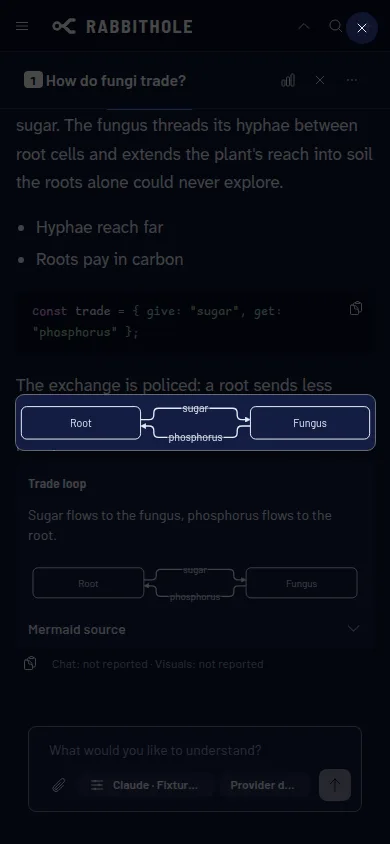 RABBITHOLE
1 How do fungi trade?
sugar. The fungus threads its hyphae between
root cells and extends the plant's reach into soil
the roots alone could never explore.
• Hyphae reach far
• Roots pay in carbon
const trade = { give: "sugar", get:
"phosphorus" };
The exchange is policed: a root sends less
Root
sugar
phosphorus
Fungus
Trade loop
Sugar flows to the fungus, phosphorus flows to the
root.
Root
sugar
phosphorus
Fungus
Mermaid source
Chat: not reported · Visuals: not reported
What would you like to understand?
Claude · Fixtur...
Provider d...